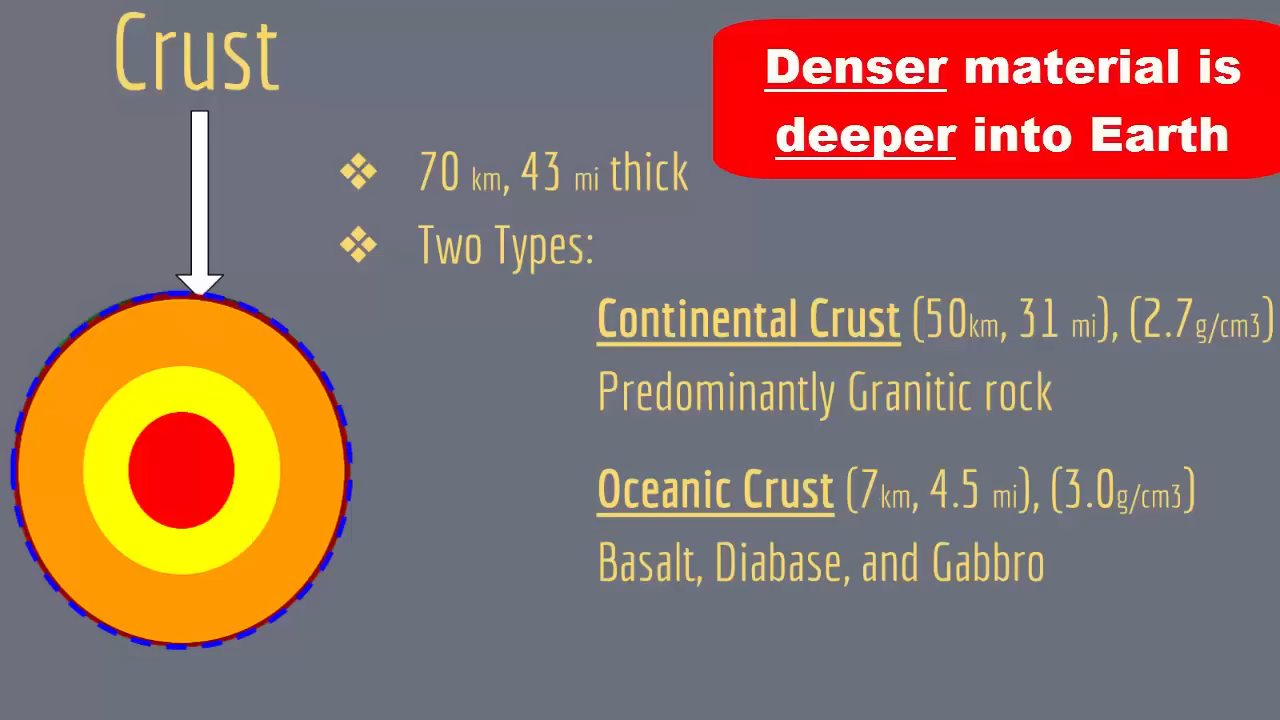 Crust
Denser material is
deeper into Earth
❖ 70 km, 43 mi thick
❖ Two Types:
Continental Crust (50km, 31 mi), (2.7g/cm3)
Predominantly Granitic rock
Oceanic Crust (7km, 4.5 mi), (3.0g/cm3)
Basalt, Diabase, and Gabbro